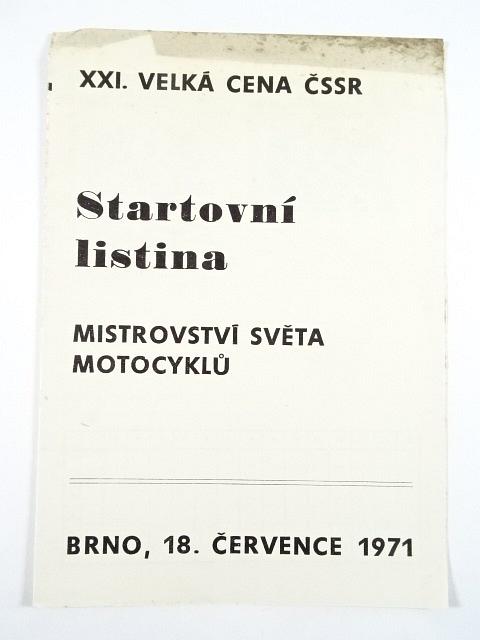 XXI. VELKÁ CENA ČSSR
Startovní
listina
MISTROVSTVÍ SVĚTA
MOTOCYKLŮ
BRNO, 18. ČERVENCE 1971